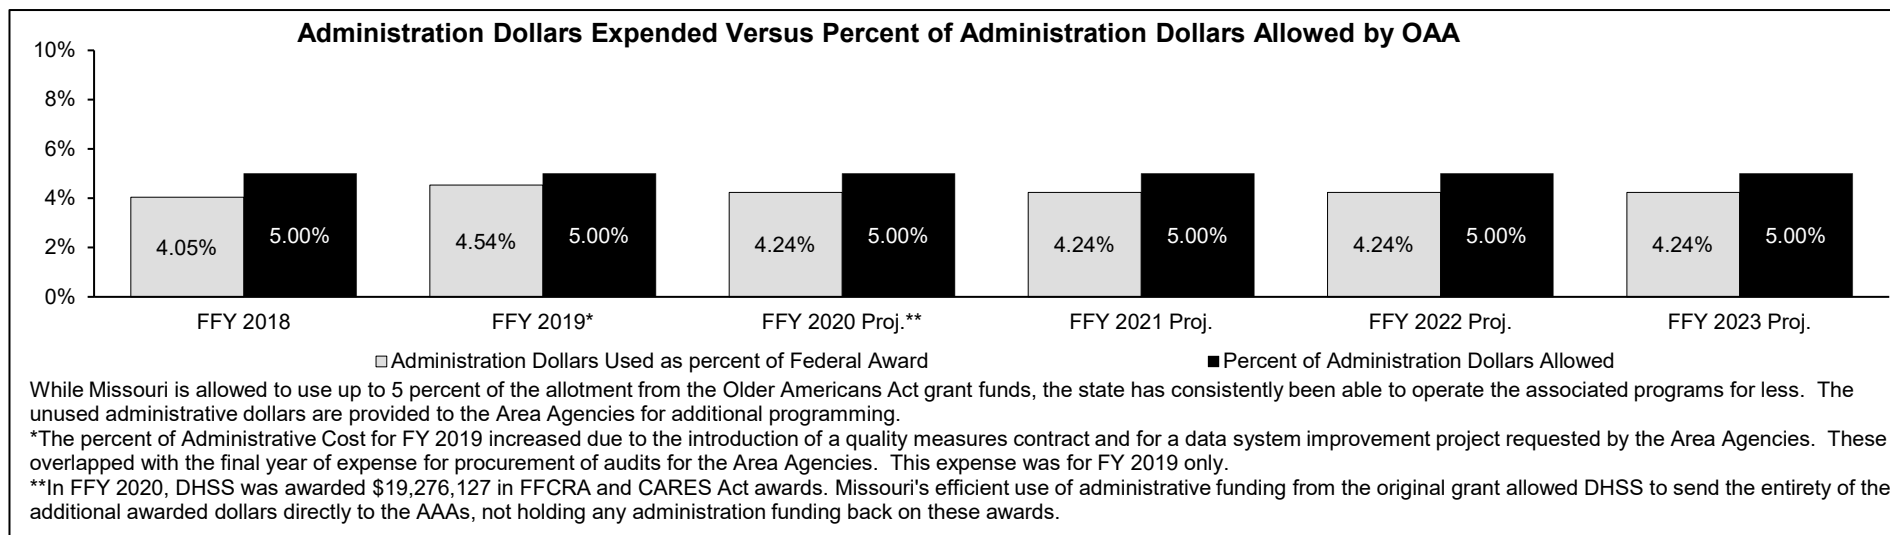 Administration Dollars Expended Versus Percent of Administration Dollars Allowed by OAA
10%
8%
6%
4%
2%
0%
4.05% 5.00% 4.54% 5.00% 4.24% 5.00% 4.24% 5.00% 4.24% 5.00% 4.24% 5.00%
FFY 2018 FFY 2019* FFY 2020 Proj.** FFY 2021 Proj. FFY 2022 Proj. FFY 2023 Proj.
Administration Dollars Used as percent of Federal Award Percent of Administration Dollars Allowed
While Missouri is allowed to use up to 5 percent of the allotment from the Older Americans Act grant funds, the state has consistently been able to operate the associated programs for less. The
unused administrative dollars are provided to the Area Agencies for additional programming.
*The percent of Administrative Cost for FY 2019 increased due to the introduction of a quality measures contract and for a data system improvement project requested by the Area Agencies. These
overlapped with the final year of expense for procurement of audits for the Area Agencies. This expense was for FY 2019 only.
**In FFY 2020, DHSS was awarded $19,276,127 in FFCRA and CARES Act awards. Missouri's efficient use of administrative funding from the original grant allowed DHSS to send the entirety of the
additional awarded dollars directly to the AAAs, not holding any administration funding back on these awards.